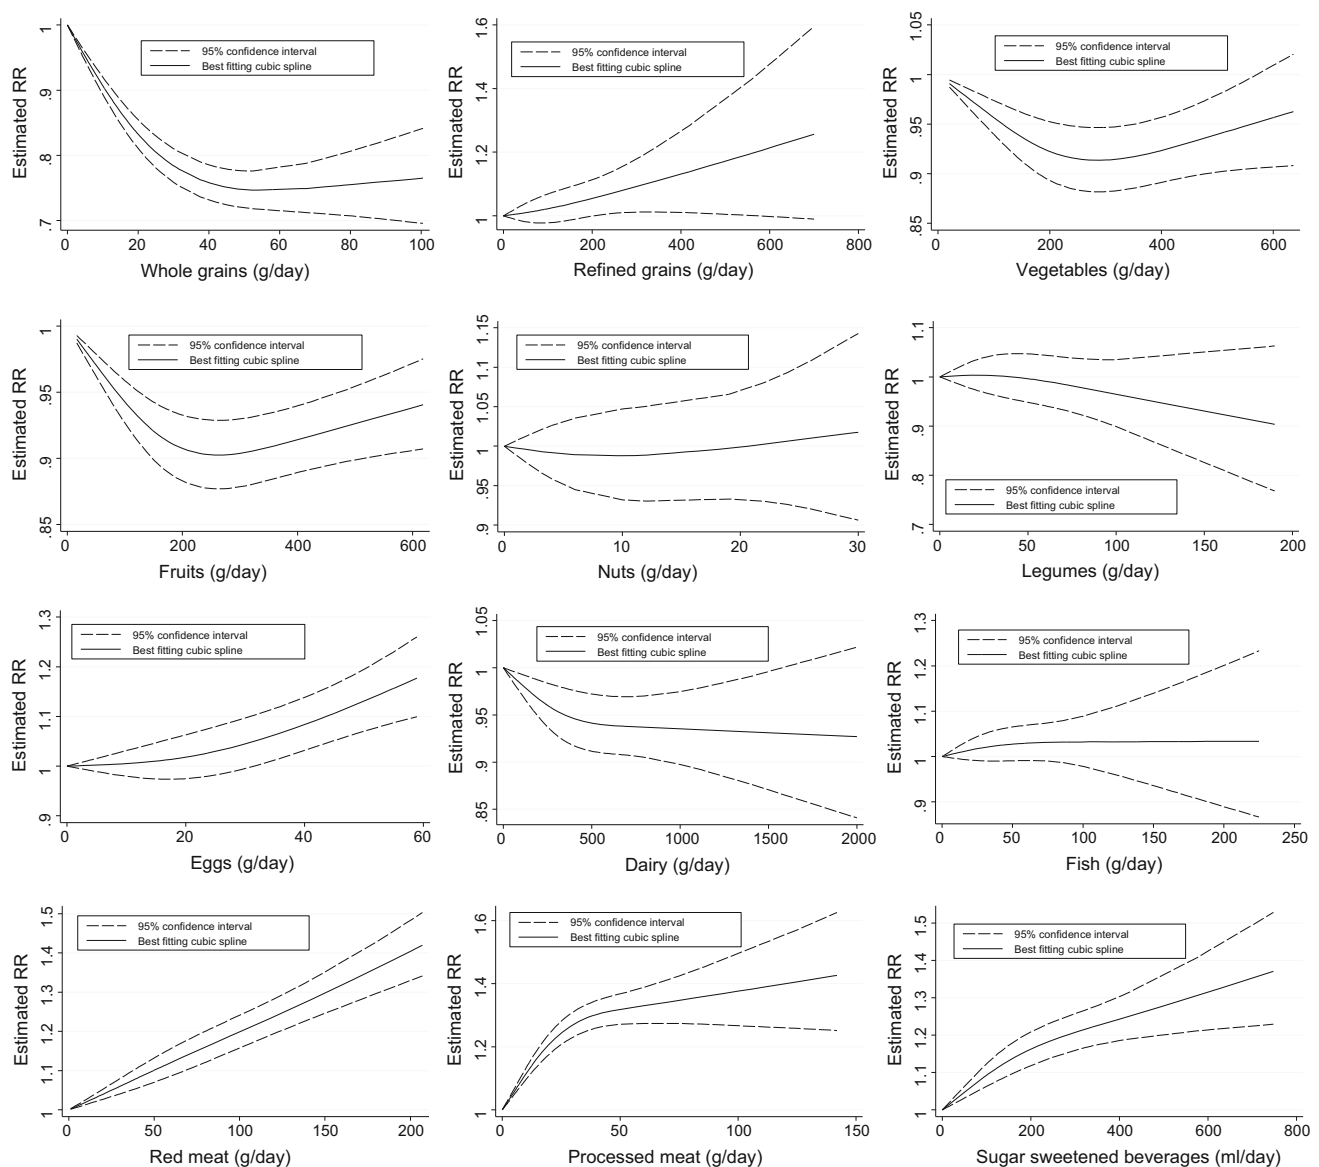 Estimated RR
1
.9
.8
.7
95% confidence interval
Best fitting cubic spline
0 20 40 60 80 100
Whole grains (g/day)
Estimated RR
1.6
1.4
1.2
1
95% confidence interval
Best fitting cubic spline
0 200 400 600 800
Refined grains (g/day)
Estimated RR
1.05
1
.95
.9
.85
95% confidence interval
Best fitting cubic spline
0 200 400 600
Vegetables (g/day)
Estimated RR
1
.95
.9
.85
95% confidence interval
Best fitting cubic spline
0 200 400 600
Fruits (g/day)
Estimated RR
1.15
1.1
1.05
1
.95
.9
95% confidence interval
Best fitting cubic spline
0 10 20 30
Nuts (g/day)
Estimated RR
1.1
1
.9
.8
.7
95% confidence interval
Best fitting cubic spline
0 50 100 150 200
Legumes (g/day)
Estimated RR
1.3
1.2
1.1
1
.9
95% confidence interval
Best fitting cubic spline
0 20 40 60
Eggs (g/day)
Estimated RR
1.05
1
.95
.9
.85
95% confidence interval
Best fitting cubic spline
0 500 1000 1500 2000
Dairy (g/day)
Estimated RR
1.3
1.2
1.1
1
.9
95% confidence interval
Best fitting cubic spline
0 50 100 150 200 250
Fish (g/day)
Estimated RR
1.5
1.4
1.3
1.2
1.1
1
95% confidence interval
Best fitting cubic spline
0 50 100 150 200
Red meat (g/day)
Estimated RR
1.6
1.4
1.2
1
95% confidence interval
Best fitting cubic spline
0 50 100 150
Processed meat (g/day)
Estimated RR
1.5
1.4
1.3
1.2
1.1
1
95% confidence interval
Best fitting cubic spline
0 200 400 600 800
Sugar sweetened beverages (ml/day)